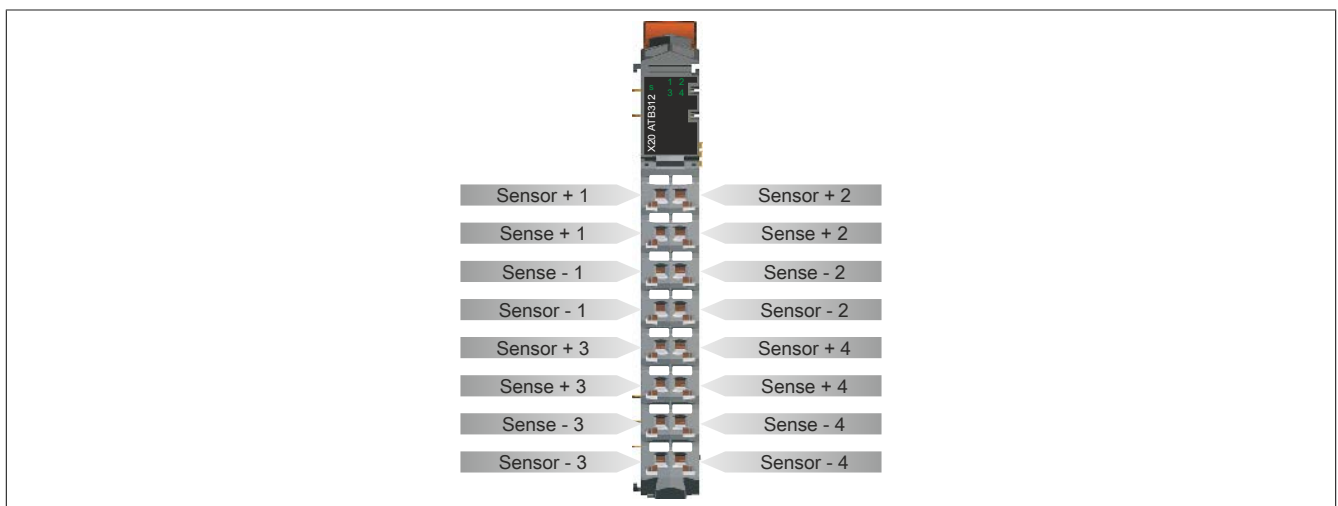 s 1 2
3 4
X20 ATB312
Sensor + 1 Sensor + 2
Sense + 1 Sense + 2
Sense - 1 Sense - 2
Sensor - 1 Sensor - 2
Sensor + 3 Sensor + 4
Sense + 3 Sense + 4
Sense - 3 Sense - 4
Sensor - 3 Sensor - 4